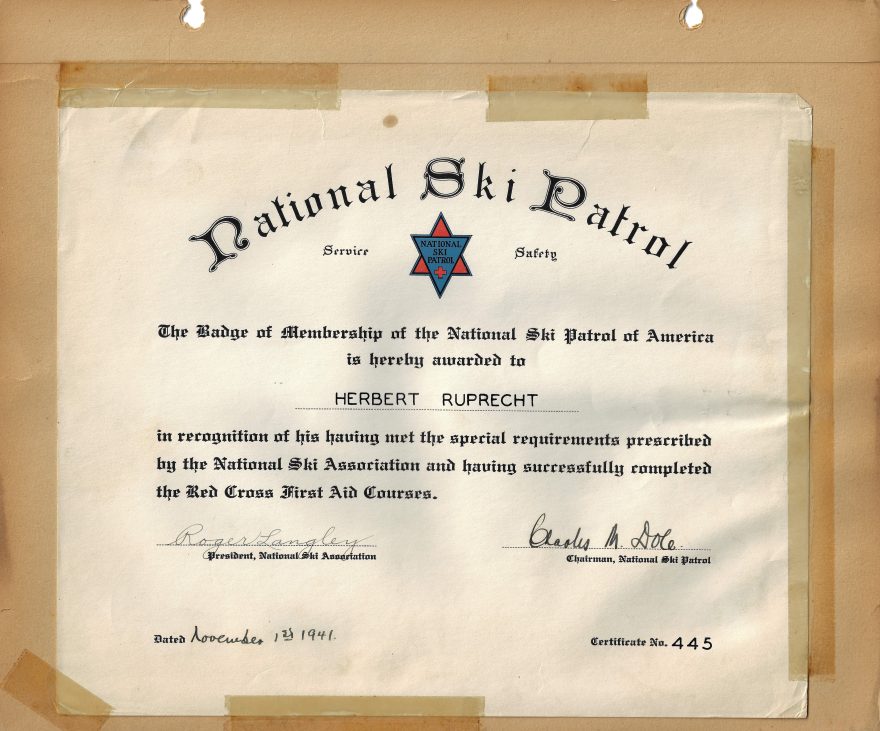 National Ski Patrol
Service
NATIONAL
SKI
PATROL
Safety
The Badge of Membership of the National Ski Patrol of America
is hereby awarded to
HERBERT RUPRECHT
in recognition of his having met the special requirements prescribed
by the National Ski Association and having successfully completed
the Red Cross First Aid Courses.
Roger Langley
President, National Ski Association
Charles M. Dole.
Chairman, National Ski Patrol
Dated November 1st 1941.
Certificate No. 445